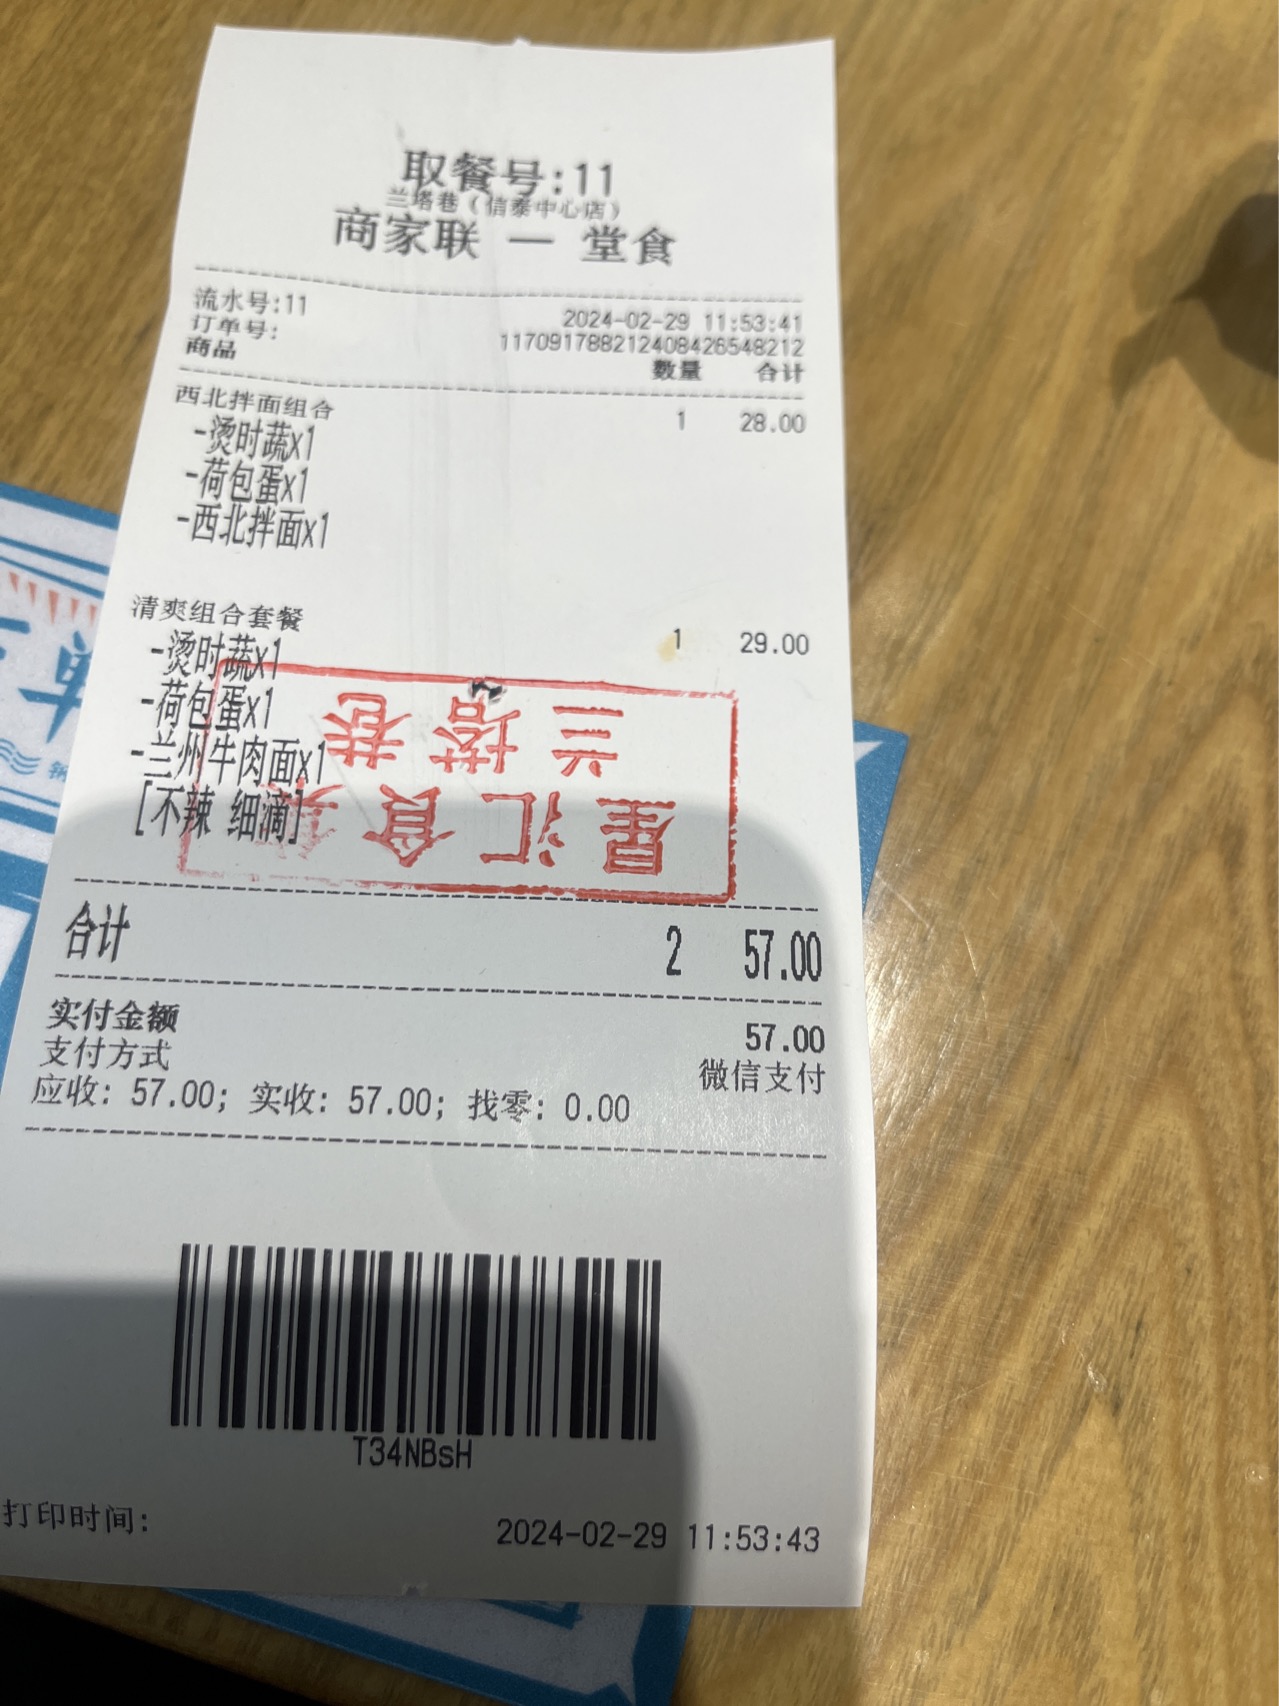 取餐号:11
兰塔巷（信泰中心店）
商家联 一 堂食
流水号:11 2024-02-29 11:53:41
订单号: 117091788212408426548212
商品 数量 合计
西北拌面组合 1 28.00
-烫时蔬x1
-荷包蛋x1
-西北拌面x1
清爽组合套餐 1 29.00
-烫时蔬x1
-荷包蛋x1
-兰州牛肉面x1
[不辣 细滴]
兰塔巷
星汇食
合计 2 57.00
实付金额 57.00
支付方式 微信支付
应收: 57.00; 实收: 57.00; 找零: 0.00
T34NBsH
打印时间: 2024-02-29 11:53:43